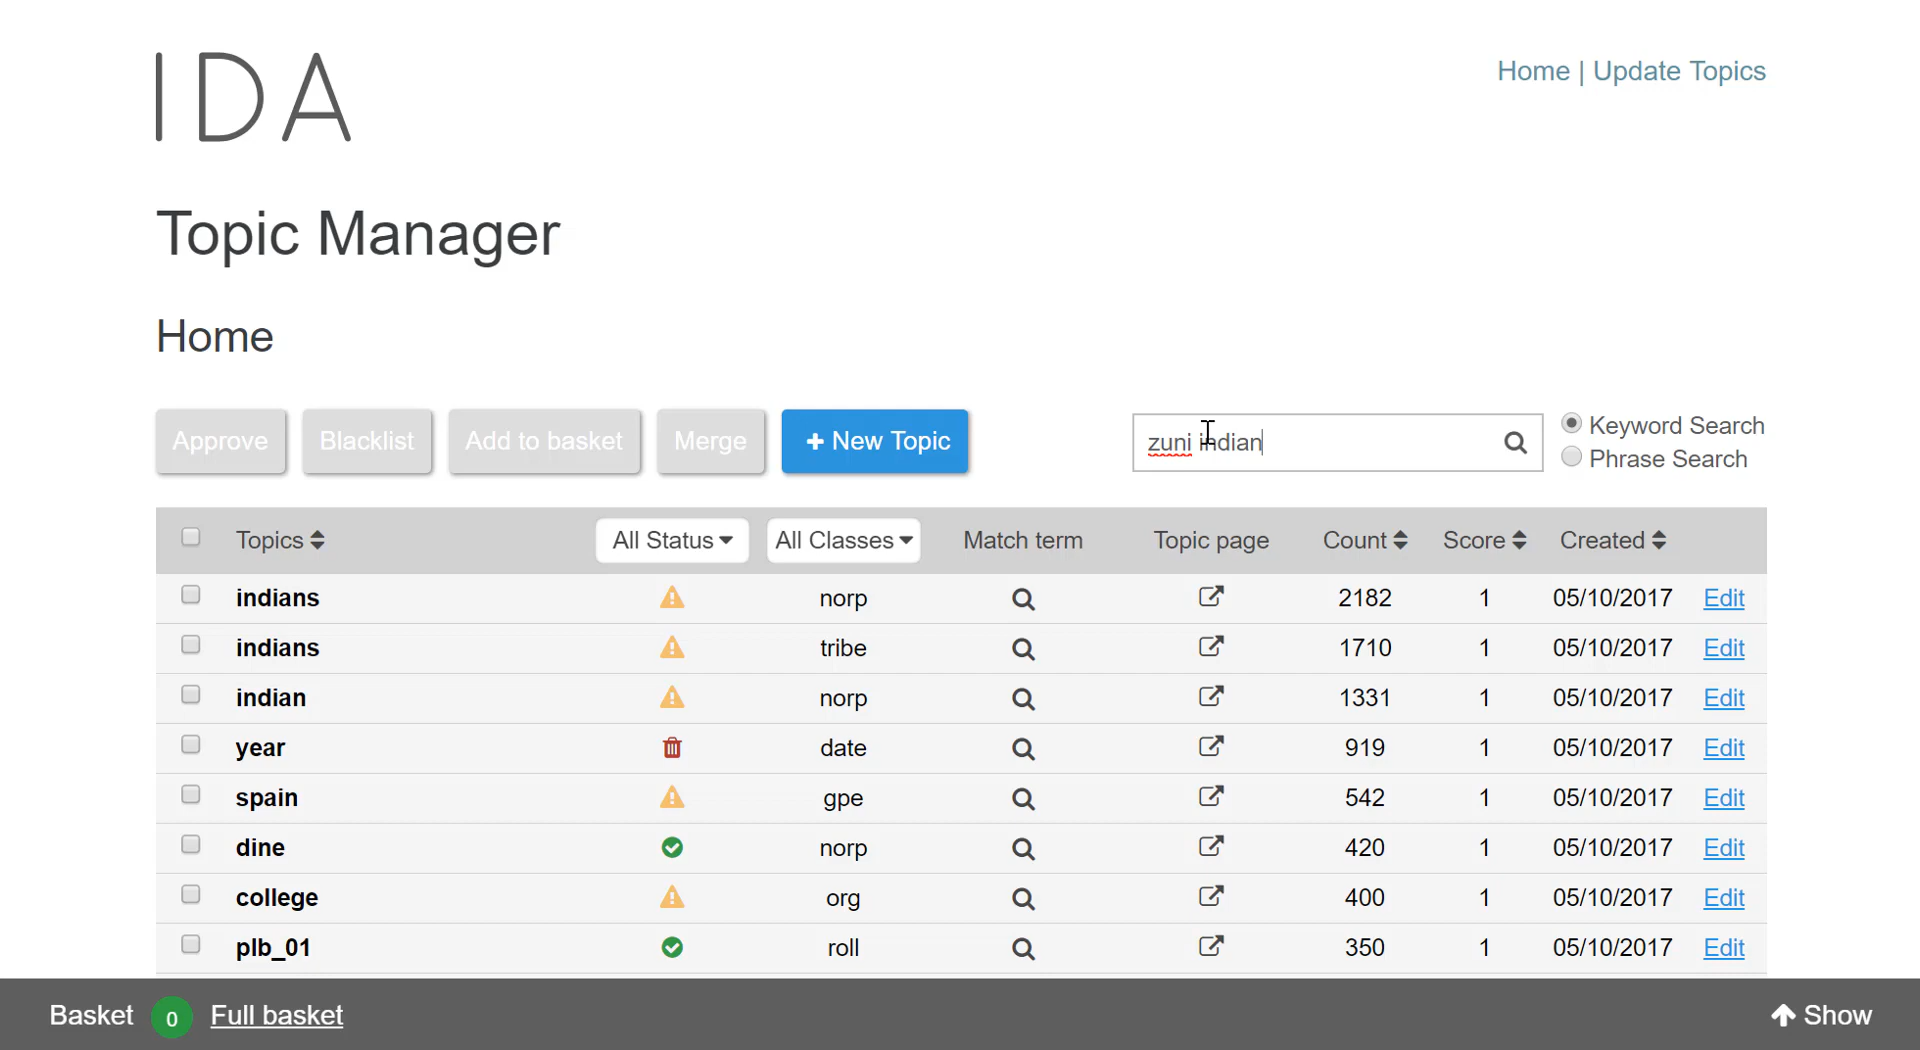 IDA
Home | Update Topics
Topic Manager
Home
Approve Blacklist Add to basket Merge + New Topic zuni indian Keyword Search
Phrase Search
Topics All Status All Classes Match term Topic page Count Score Created
indians norp 2182 1 05/10/2017 Edit
indians tribe 1710 1 05/10/2017 Edit
indian norp 1331 1 05/10/2017 Edit
year date 919 1 05/10/2017 Edit
spain gpe 542 1 05/10/2017 Edit
dine norp 420 1 05/10/2017 Edit
college org 400 1 05/10/2017 Edit
plb_01 roll 350 1 05/10/2017 Edit
Basket 0 Full basket Show